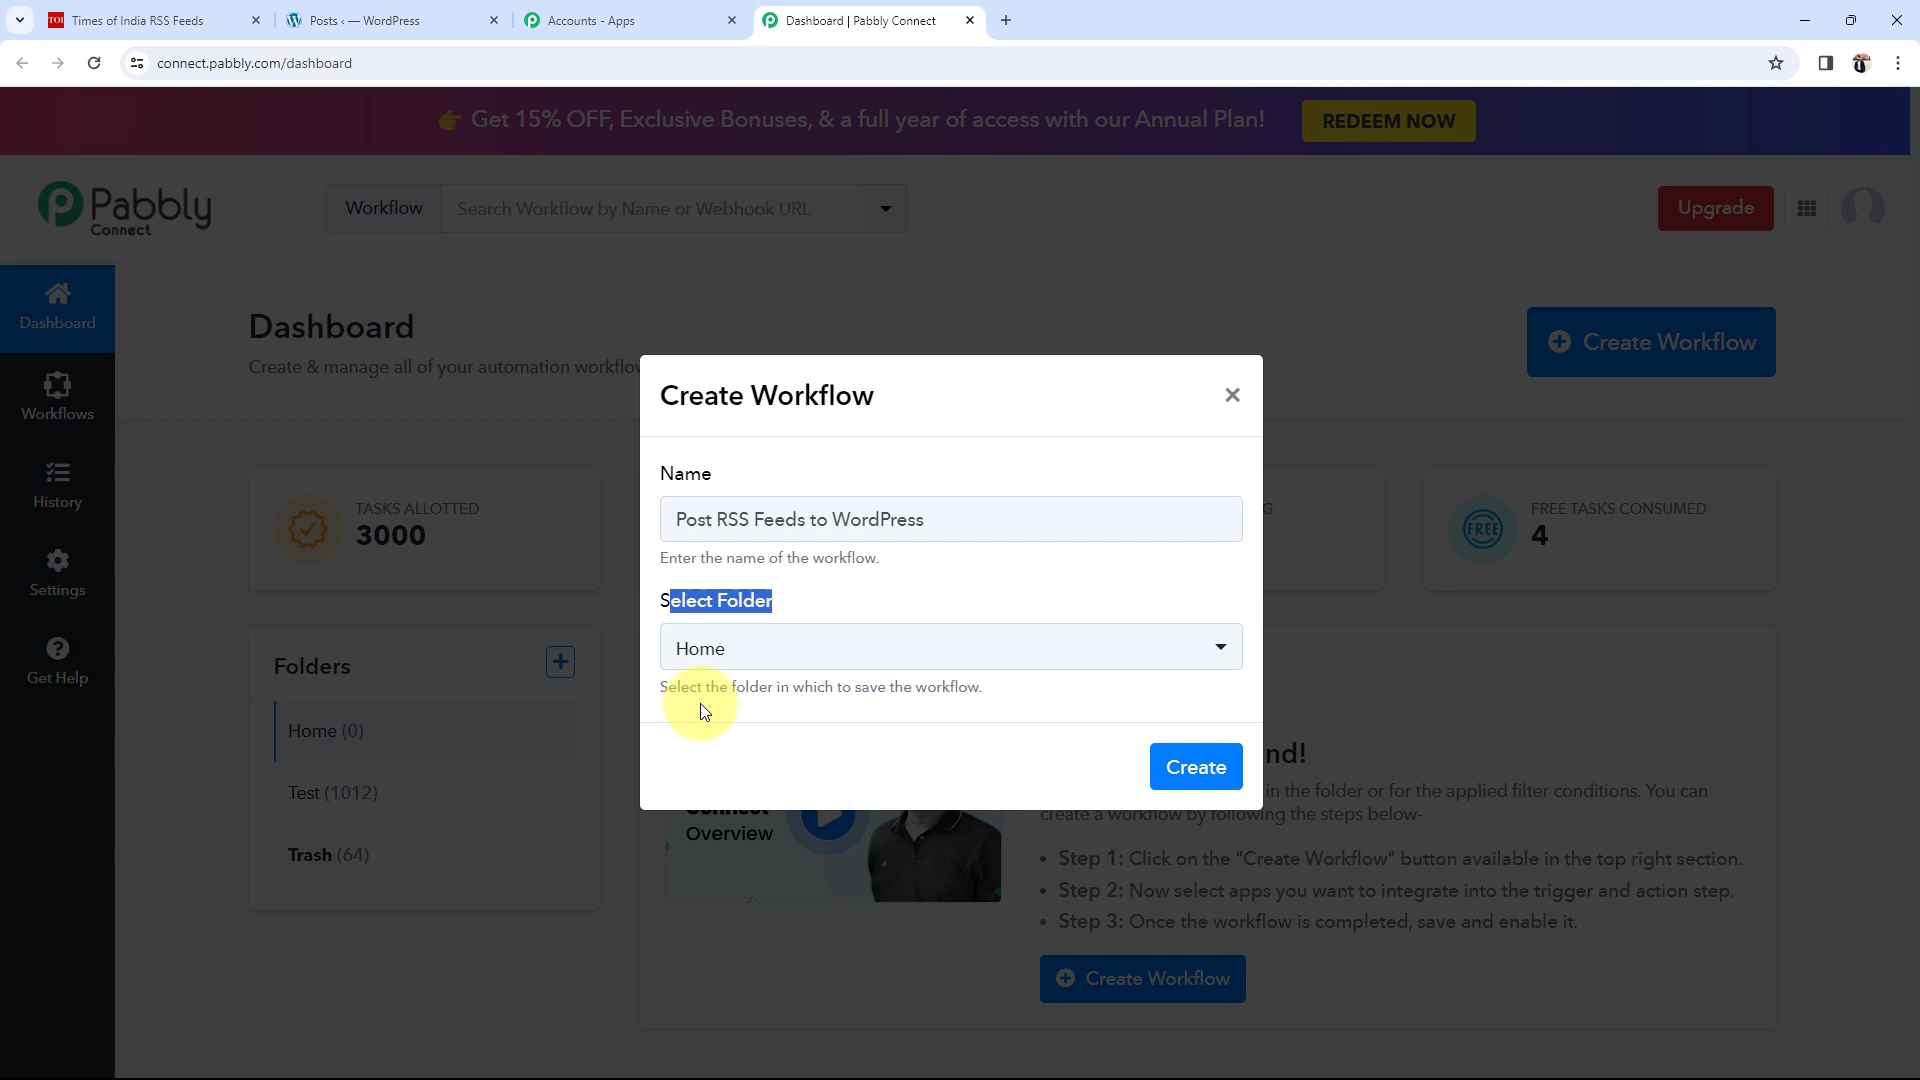 TOI Times of India RSS Feeds
Posts ‹ — WordPress
Accounts - Apps
Dashboard | Pabbly Connect
connect.pabbly.com/dashboard
Get 15% OFF, Exclusive Bonuses, & a full year of access with our Annual Plan!
REDEEM NOW
Pabbly
Connect
Workflow
Search Workflow by Name or Webhook URL
Upgrade
Dashboard
Workflows
History
Settings
Get Help
Dashboard
Create & manage all of your automation
Create Workflow
TASKS ALLOTTED
3000
FREE
FREE TASKS CONSUMED
4
Folders
Home (0)
Test (1012)
Trash (64)
Create Workflow
Name
Post RSS Feeds to WordPress
Enter the name of the workflow.
Select Folder
Home
Select the folder in which to save the workflow.
Create
Overview
in the folder or for the applied filter conditions. You can
create a workflow by following the steps below-
• Step 1: Click on the "Create Workflow" button available in the top right section.
• Step 2: Now select apps you want to integrate into the trigger and action step.
• Step 3: Once the workflow is completed, save and enable it.
Create Workflow